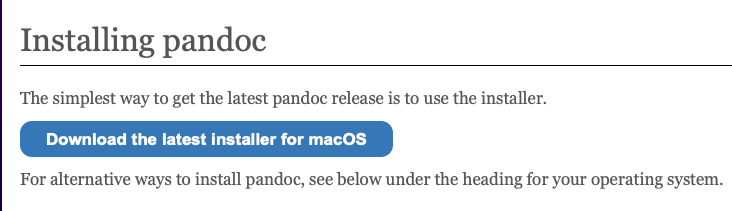 Installing pandoc
The simplest way to get the latest pandoc release is to use the installer.
Download the latest installer for macOS
For alternative ways to install pandoc, see below under the heading for your operating system.